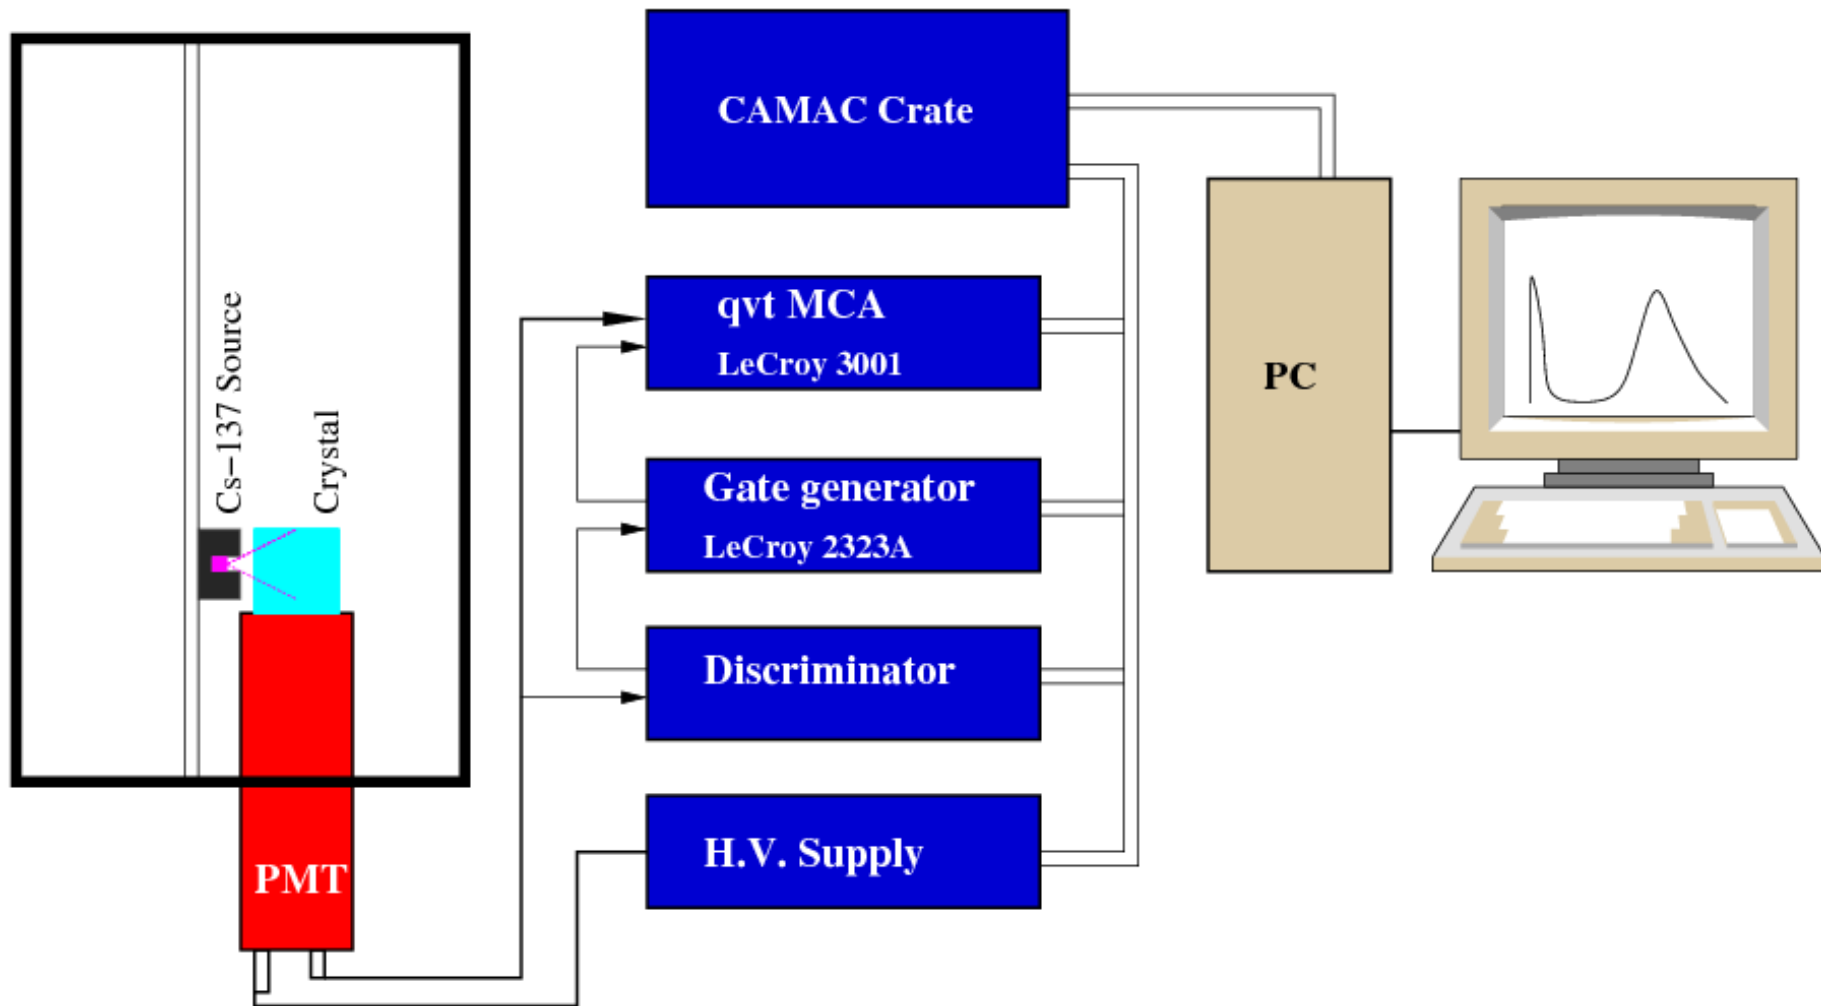 Cs−137 Source
Crystal
PMT
CAMAC Crate
qvt MCA
LeCroy 3001
Gate generator
LeCroy 2323A
Discriminator
H.V. Supply
PC